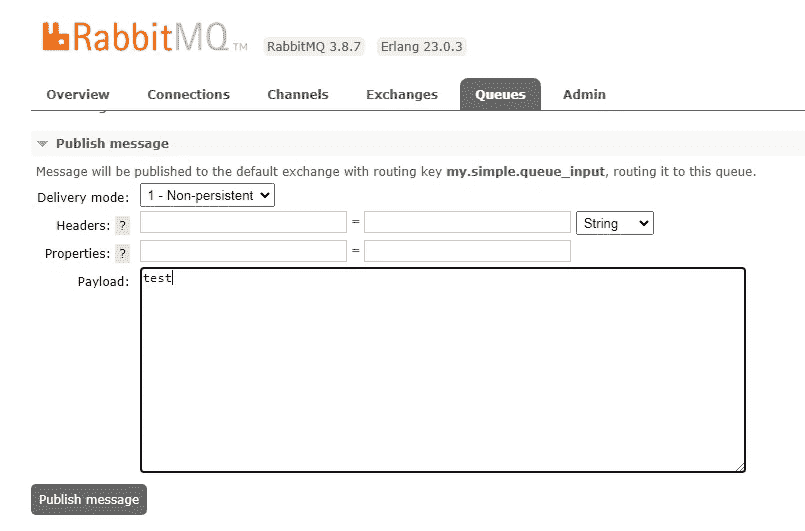 RabbitMQ TM RabbitMQ 3.8.7 Erlang 23.0.3
Overview Connections Channels Exchanges Queues Admin
Publish message
Message will be published to the default exchange with routing key my.simple.queue_input, routing it to this queue.
Delivery mode: 1 - Non-persistent
Headers: ? = String
Properties: ? =
Payload: test
Publish message